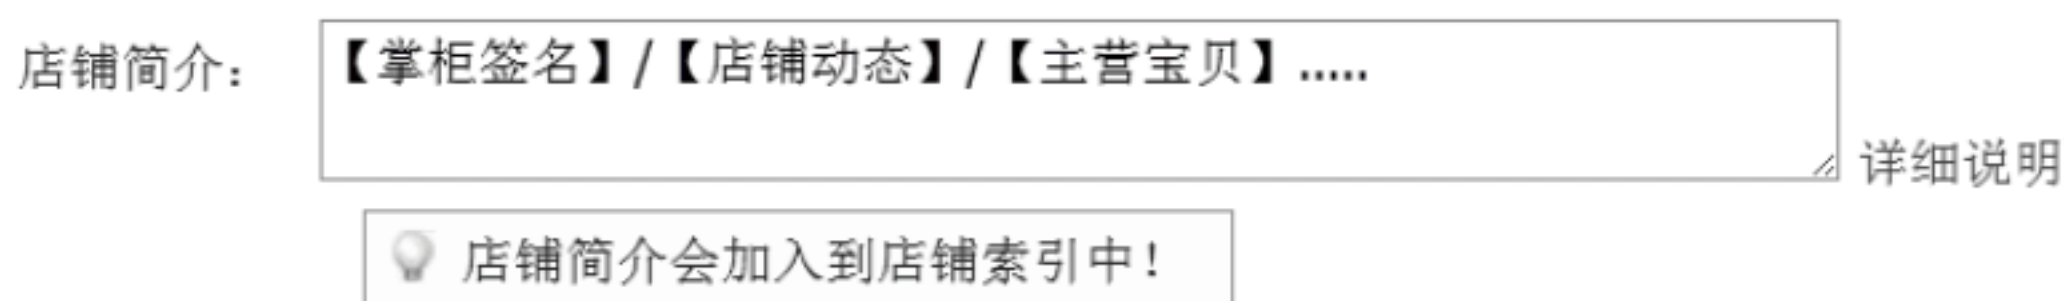 店铺简介：
【掌柜签名】/【店铺动态】/【主营宝贝】.....
详细说明
店铺简介会加入到店铺索引中！